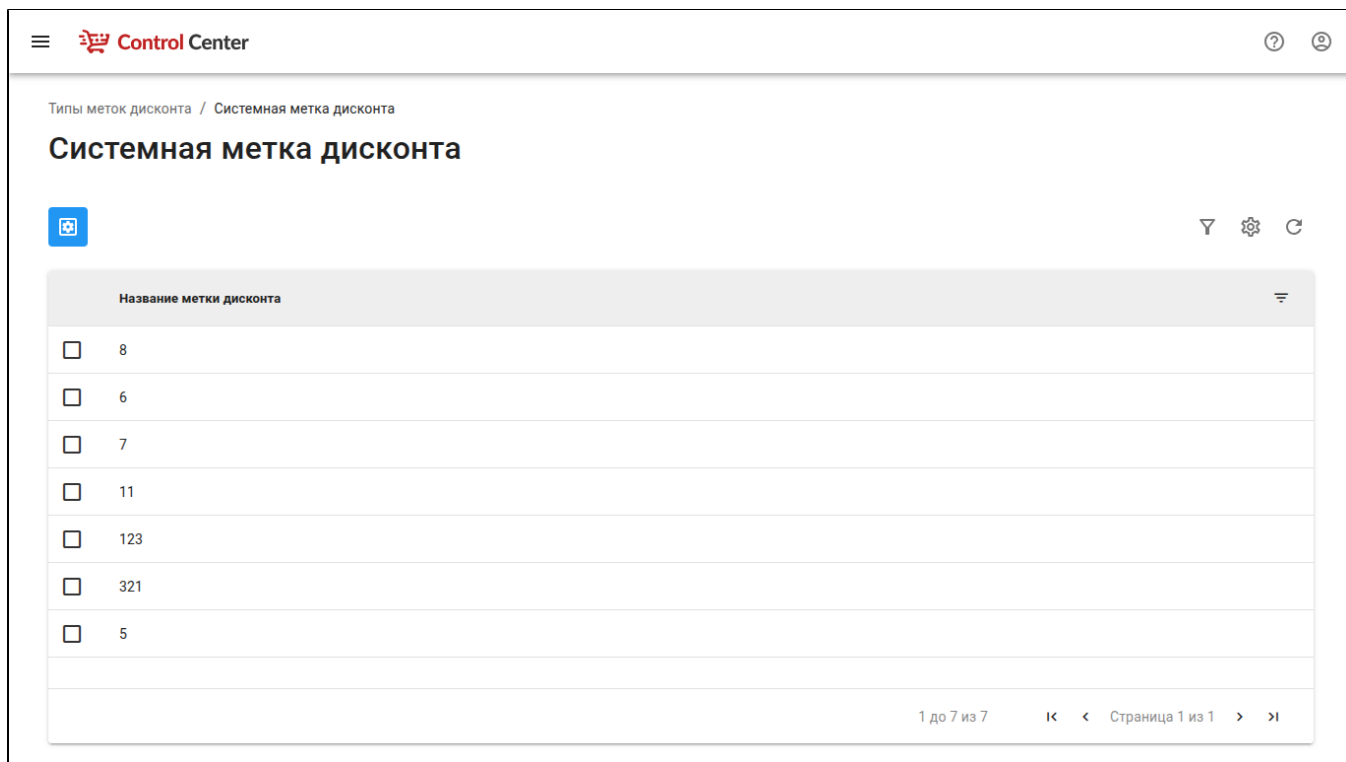 Control Center
Типы меток дисконта / Системная метка дисконта
Системная метка дисконта
Название метки дисконта
8
6
7
11
123
321
5
1 до 7 из 7 Страница 1 из 1